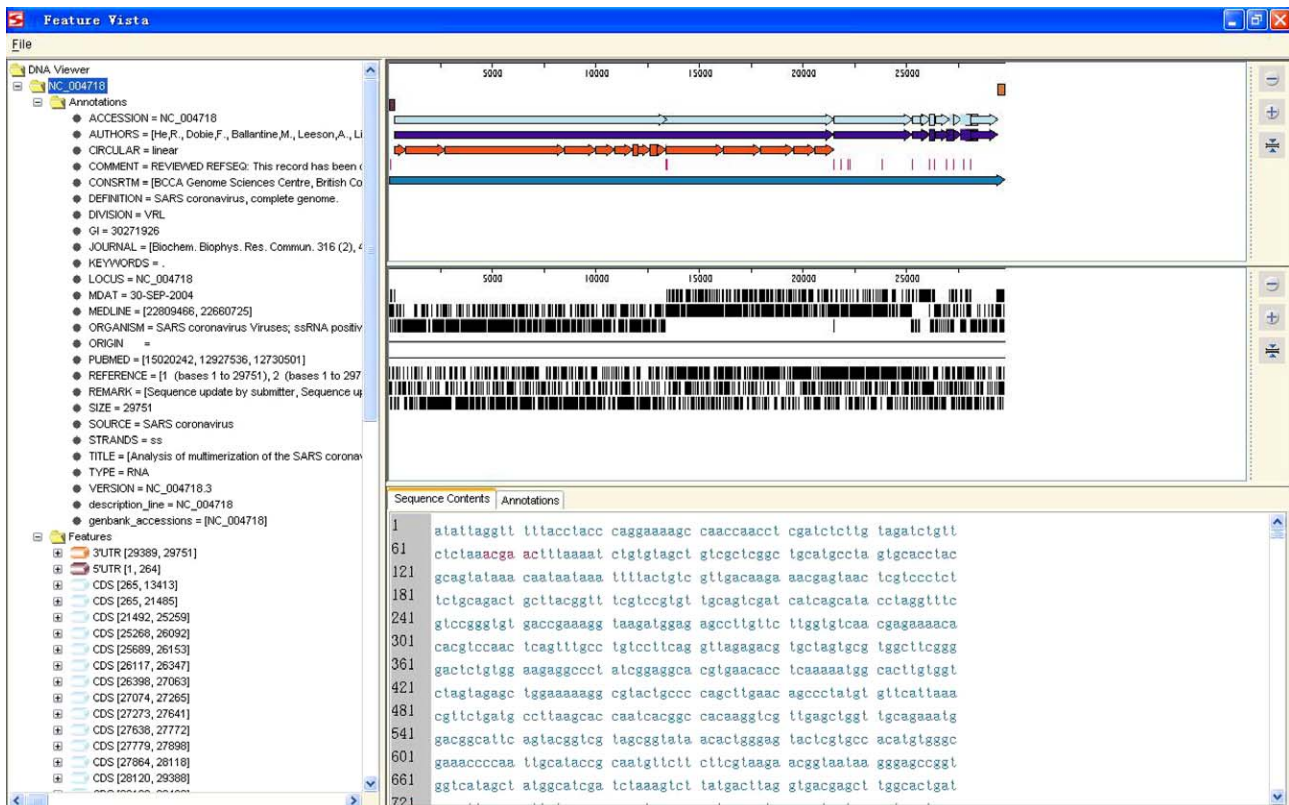 Feature Vista
File
DNA Viewer
NC_004718
Annotations
ACCESSION = NC_004718
AUTHORS = [He,R., Dobie,F., Ballantine,M., Leeson,A., Li
CIRCULAR = linear
COMMENT = REVIEWED REFSEQ: This record has been
CONSRTM = [BCCA Genome Sciences Centre, British Co
DEFINITION = SARS coronavirus, complete genome.
DIVISION = VRL
GI = 30271926
JOURNAL = [Biochem. Biophys. Res. Commun. 316 (2), 4
KEYWORDS = .
LOCUS = NC_004718
MDAT = 30-SEP-2004
MEDLINE = [22809466, 22660725]
ORGANISM = SARS coronavirus Viruses; ssRNA positiv
ORIGIN =
PUBMED = [15020242, 12927536, 12730501]
REFERENCE = [1 (bases 1 to 29751), 2 (bases 1 to 297
REMARK = [Sequence update by submitter, Sequence up
SIZE = 29751
SOURCE = SARS coronavirus
STRANDS = ss
TITLE = [Analysis of multimerization of the SARS corona
TYPE = RNA
VERSION = NC_004718.3
description_line = NC_004718
genbank_accessions = [NC_004718]
Features
3'UTR [29389, 29751]
5'UTR [1, 264]
CDS [265, 13413]
CDS [265, 21485]
CDS [21492, 25259]
CDS [25268, 26092]
CDS [25689, 26153]
CDS [26117, 26347]
CDS [26398, 27063]
CDS [27074, 27265]
CDS [27273, 27641]
CDS [27638, 27772]
CDS [27779, 27898]
CDS [27864, 28118]
CDS [28120, 29388]
5000 10000 15000 20000 25000
5000 10000 15000 20000 25000
Sequence Contents Annotations
1 atattaggtt tttacctacc caggaaaagc caaccaacct cgatctcttg tagatctgtt
61 ctctaaacga actttaaaat ctgtgtagct gtcgctcggc tgcatgccta gtgcacctac
121 gcagtataaa caataataaa ttttactgtc gttgacaaga aacgagtaac tcgtccctct
181 tctgcagact gcttacggtt tcgtccgtgt tgcagtcgat catcagcata cctaggtttc
241 gtccgggtgt gaccgaaagg taagatggag agccttgttc ttggtgtcaa cgagaaaaca
301 cacgtccaac tcagtttgcc tgtccttcag gttagagacg tgctagtgcg tggcttcggg
361 gactctgtgg aagaggccct atcggaggca cgtgaacacc tcaaaaatgg cacttgtggt
421 ctagtagagc tggaaaaagg cgtactgccc cagcttgaac agccctatgt gttcattaaa
481 cgttctgatg ccttaagcac caatcacggc cacaaggtcg ttgagctggt tgcagaaatg
541 gacggcattc agtacggtcg tagcggtata acactgggag tactcgtgcc acatgtgggc
601 gaaaccccaa ttgcataccg caatgttctt cttcgtaaga acggtaataa gggagccggt
661 ggtcatagct atggcatcga tctaaagtct tatgacttag gtgacgagct tggcactgat
721